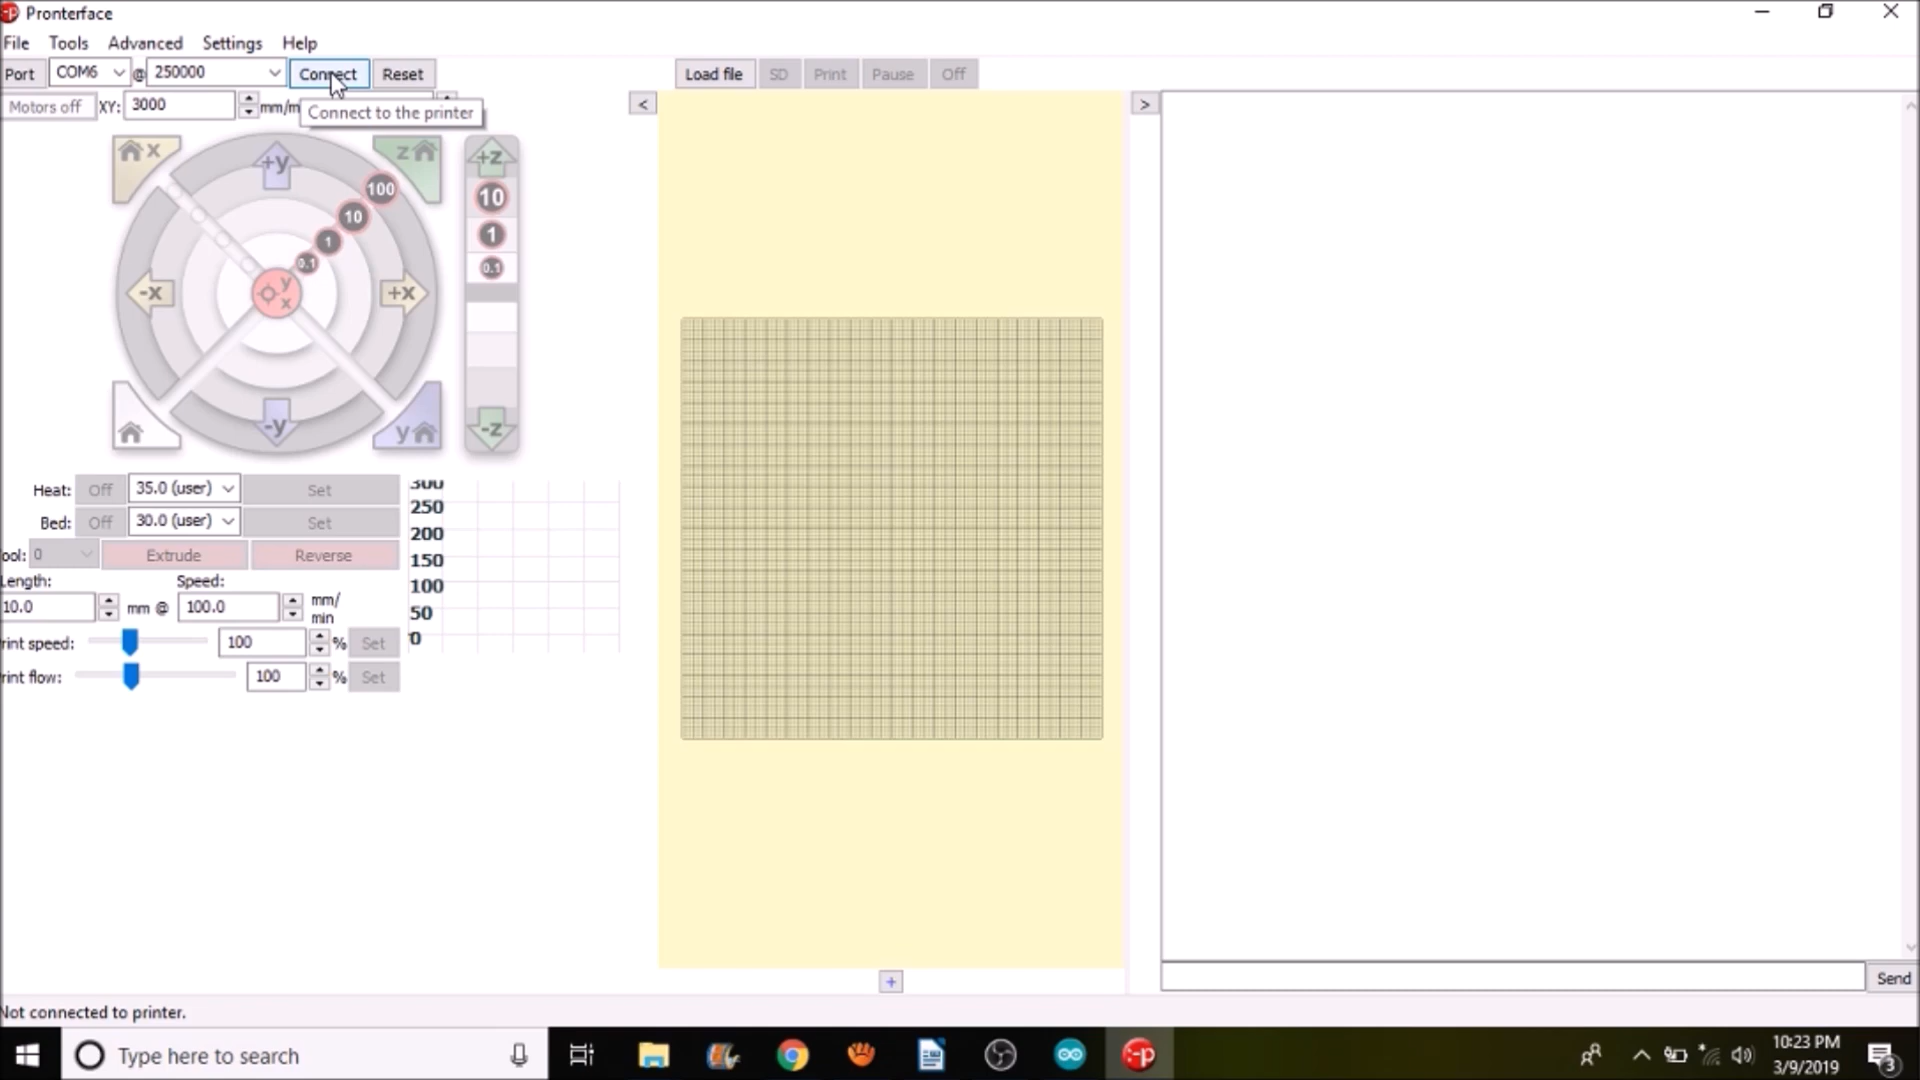 Pronterface
File Tools Advanced Settings Help
Port COM6 @ 250000 Connect Reset Load file SD Print Pause Off
Motors off XY: 3000 mm/m Connect to the printer < >
x +y z +z
100 10 1 0.1 10 1 0.1
-x y x +x
-y y -z
Heat: Off 35.0 (user) Set
Bed: Off 30.0 (user) Set
ool: 0 Extrude Reverse
Length: Speed:
10.0 mm @ 100.0 mm/
min
rint speed: 100 % Set
rint flow: 100 % Set
300
250
200
150
100
50
0
+
Send
Not connected to printer.
Type here to search
10:23 PM
3/9/2019
3